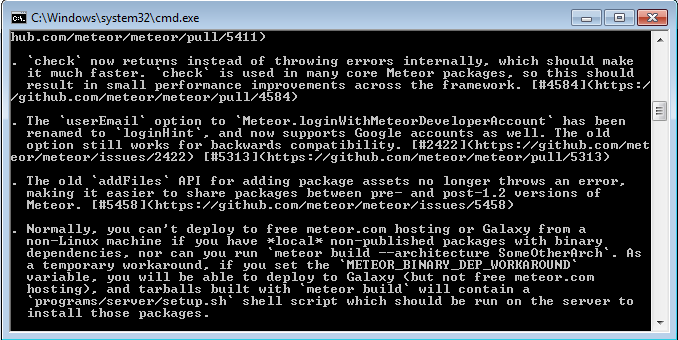 C:\Windows\system32\cmd.exe
hub.com/meteor/meteor/pull/5411)
. `check` now returns instead of throwing errors internally, which should make
it much faster. `check` is used in many core Meteor packages, so this should
result in small performance improvements across the framework. [#4584](https:/
/github.com/meteor/meteor/pull/4584)
. The `userEmail` option to `Meteor.loginWithMeteorDeveloperAccount` has been
renamed to `loginHint`, and now supports Google accounts as well. The old
option still works for backwards compatibility. [#2422](https://github.com/met
eor/meteor/issues/2422) [#5313](https://github.com/meteor/meteor/pull/5313)
. The old `addFiles` API for adding package assets no longer throws an error,
making it easier to share packages between pre- and post-1.2 versions of
Meteor. [#5458](https://github.com/meteor/meteor/issues/5458)
. Normally, you can't deploy to free meteor.com hosting or Galaxy from a
non-Linux machine if you have *local* non-published packages with binary
dependencies, nor can you run `meteor build --architecture SomeOtherArch`. As
a temporary workaround, if you set the `METEOR_BINARY_DEP_WORKAROUND`
variable, you will be able to deploy to Galaxy (but not free meteor.com
hosting), and tarballs built with `meteor build` will contain a
`programs/server/setup.sh` shell script which should be run on the server to
install those packages.